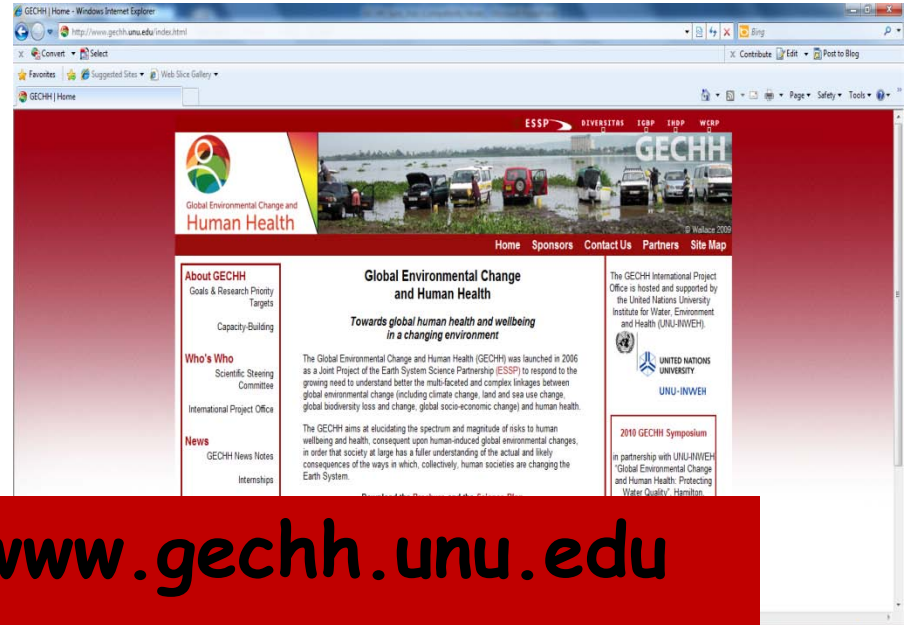 GECHH | Home - Windows Internet Explorer
http://www.gechh.unu.edu/index.html
Bing
x Convert Select
x Contribute Edit Post to Blog
Favorites Suggested Sites Web Slice Gallery
GECHH | Home
Page Safety Tools
ESSP DIVERSITAS IGBP IHDP WCRP
GECHH
Global Environmental Change and
Human Health
© Wallace 2009
Home Sponsors Contact Us Partners Site Map
About GECHH
Goals & Research Priority
Targets
Capacity-Building
Who's Who
Scientific Steering
Committee
International Project Office
News
GECHH News Notes
Internships
Global Environmental Change
and Human Health
Towards global human health and wellbeing
in a changing environment
The Global Environmental Change and Human Health (GECHH) was launched in 2006
as a Joint Project of the Earth System Science Partnership (ESSP) to respond to the
growing need to understand better the multi-faceted and complex linkages between
global environmental change (including climate change, land and sea use change,
global biodiversity loss and change, global socio-economic change) and human health.
The GECHH aims at elucidating the spectrum and magnitude of risks to human
wellbeing and health, consequent upon human-induced global environmental changes,
in order that society at large has a fuller understanding of the actual and likely
consequences of the ways in which, collectively, human societies are changing the
Earth System.
The GECHH International Project
Office is hosted and supported by
the United Nations University
Institute for Water, Environment
and Health (UNU-INWEH).
UNITED NATIONS
UNIVERSITY
UNU-INWEH
2010 GECHH Symposium
in partnership with UNU-INWEH
"Global Environmental Change
and Human Health: Protecting
Water Quality", Hamilton,
www.gechh.unu.edu